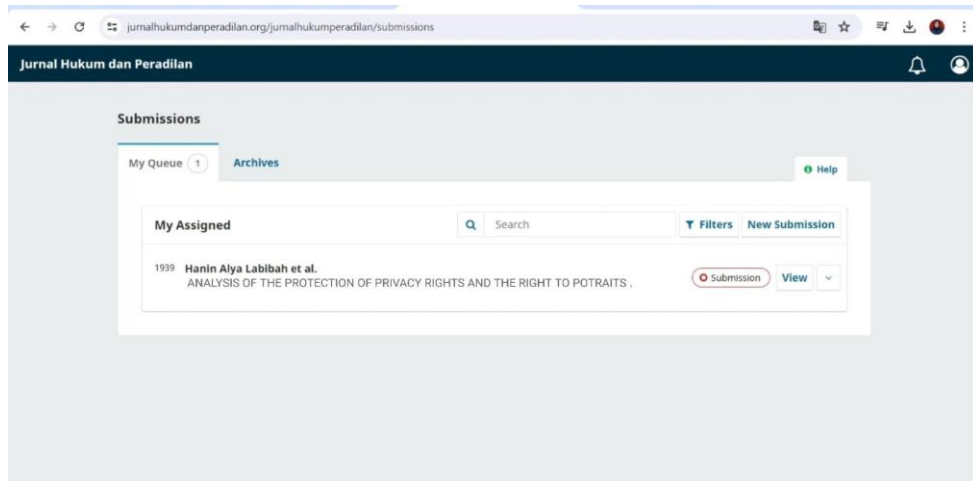 jurnalhukumdanperadilan.org/jurnalhukumperadilan/submissions
Jurnal Hukum dan Peradilan
Submissions
My Queue 1
Archives
Help
My Assigned
Search
Filters
New Submission
1939 Hanin Alya Labibah et al.
ANALYSIS OF THE PROTECTION OF PRIVACY RIGHTS AND THE RIGHT TO POTRAITS .
Submission
View